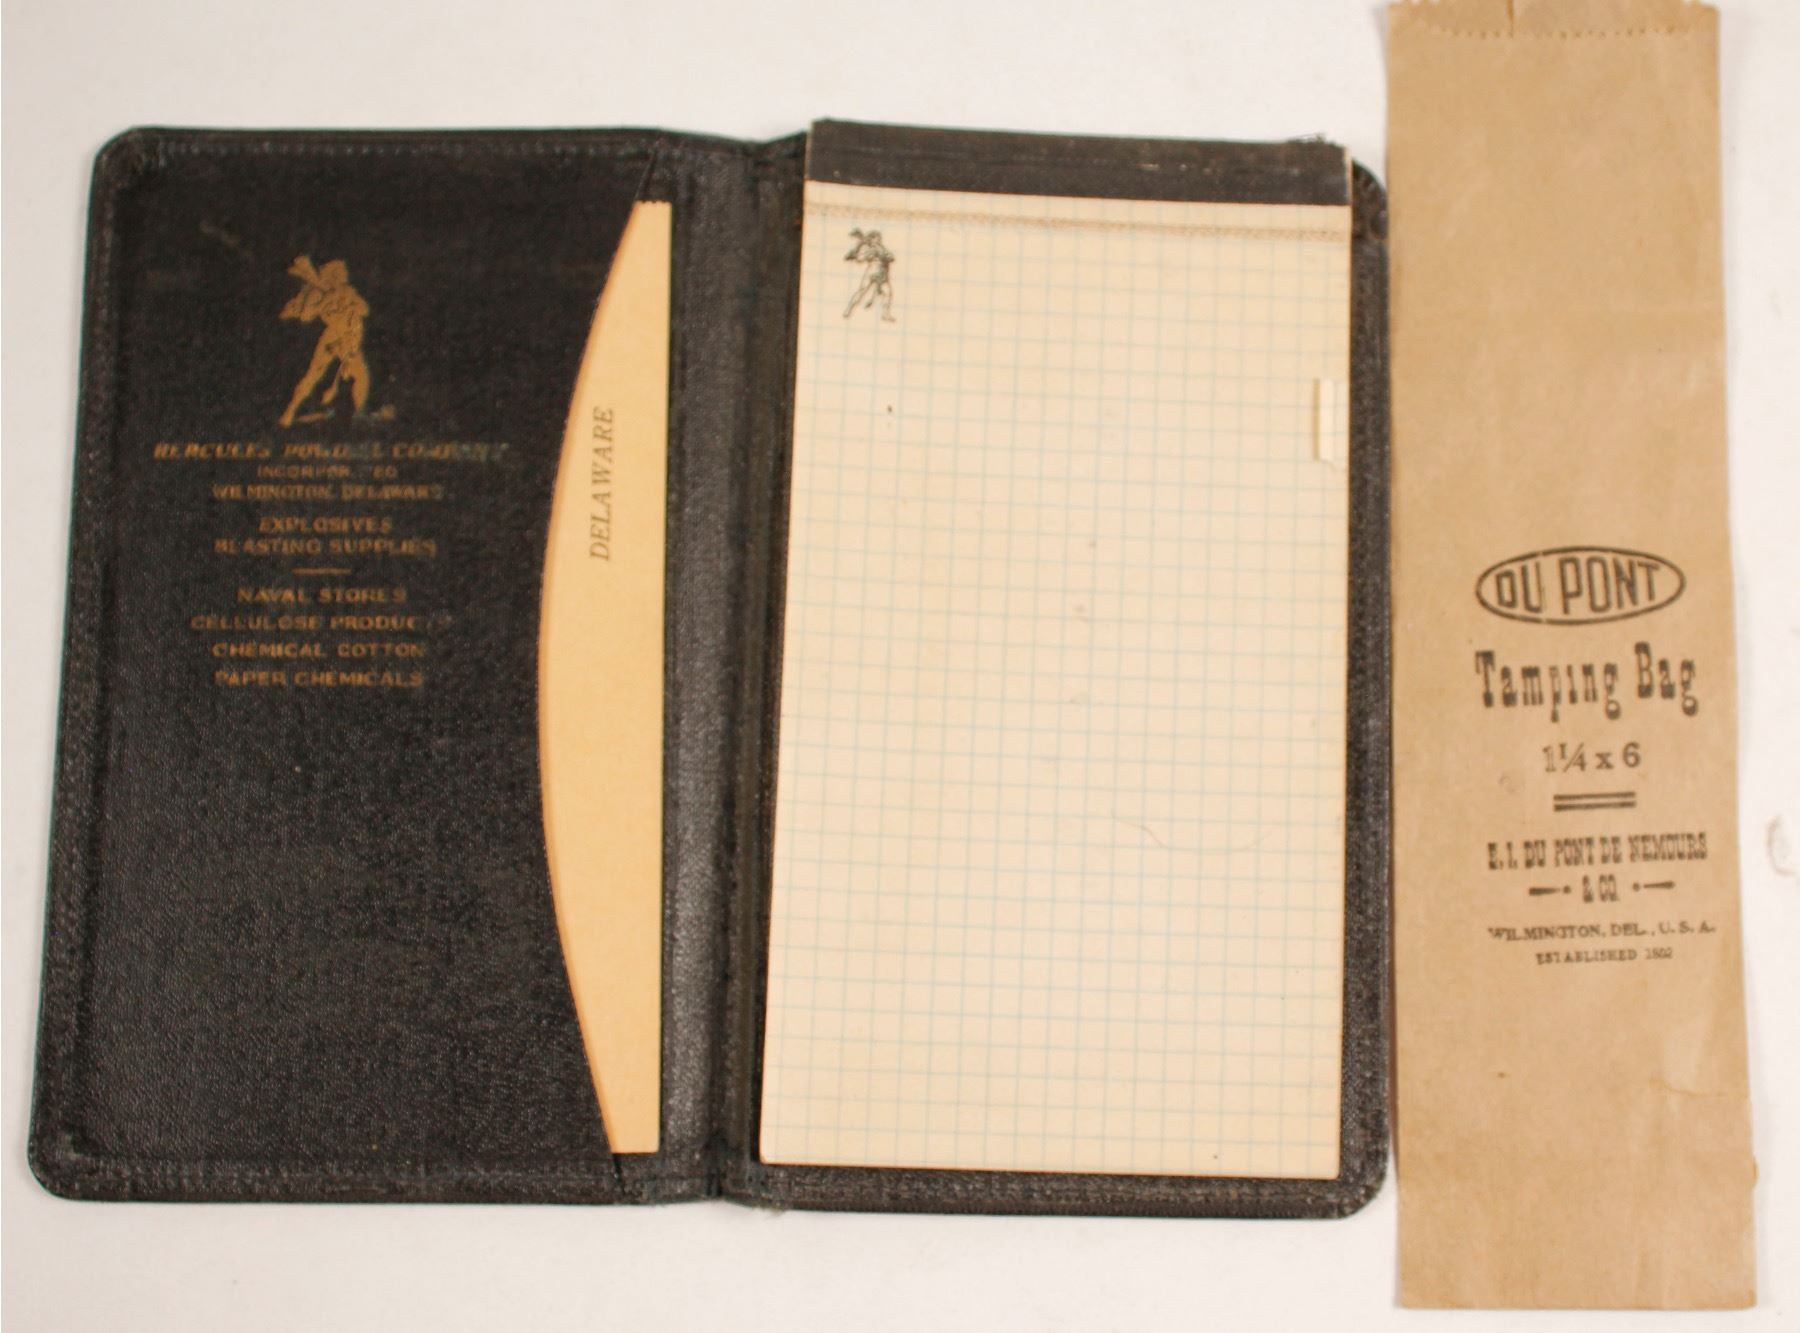 HERCULES POWDER COMPANY
INCORPORATED
WILMINGTON, DELAWARE
EXPLOSIVES
BLASTING SUPPLIES
NAVAL STORES
CELLULOSE PRODUCTS
CHEMICAL COTTON
PAPER CHEMICALS
DELAWARE
DU PONT
Tamping Bag
1¼ x 6
E. I. DU PONT DE NEMOURS
& CO.
WILMINGTON, DEL., U. S. A.
ESTABLISHED 1802